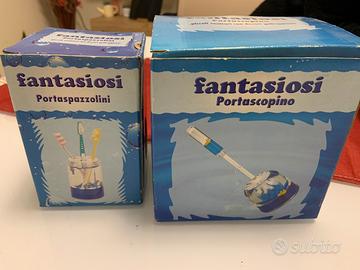 fantasiosi
Portaspazzolini
fantasiosi
Portascopino
subito